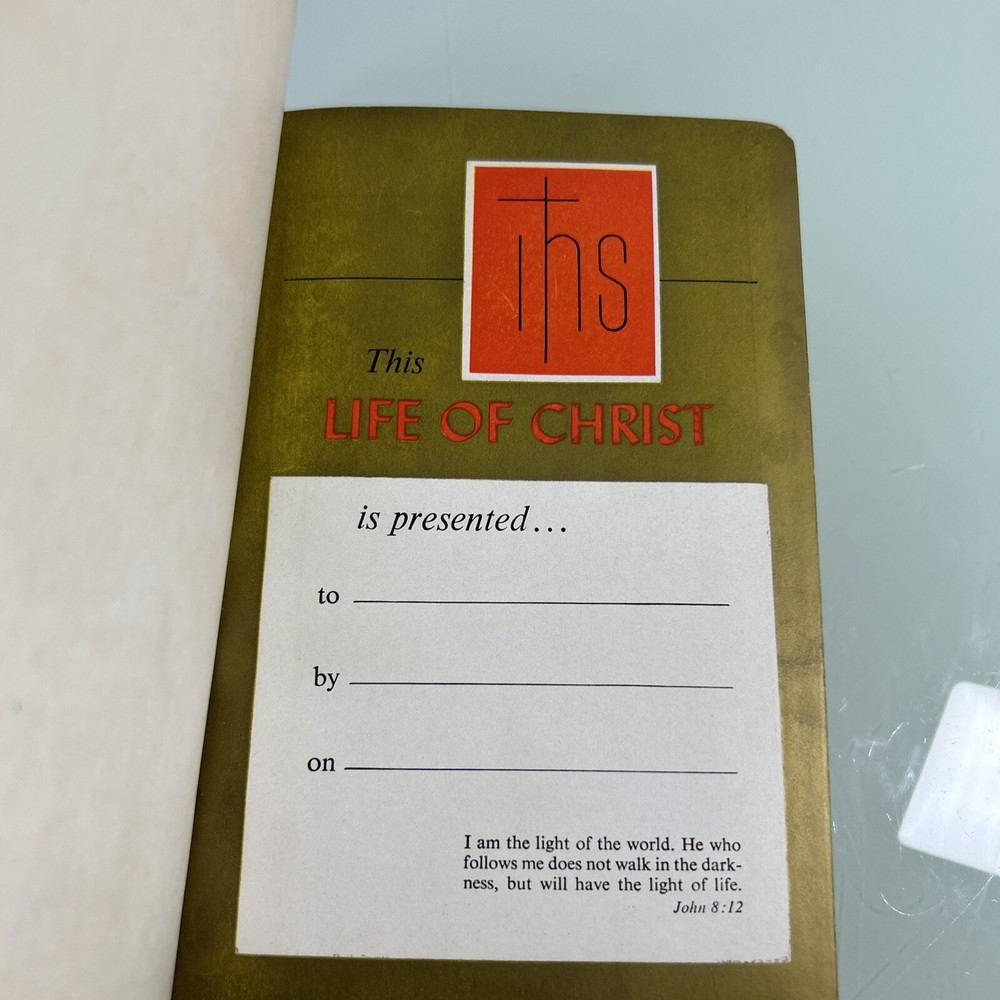 ihs
This
LIFE OF CHRIST
is presented...
to
by
on
I am the light of the world. He who
follows me does not walk in the dark-
ness, but will have the light of life.
John 8:12